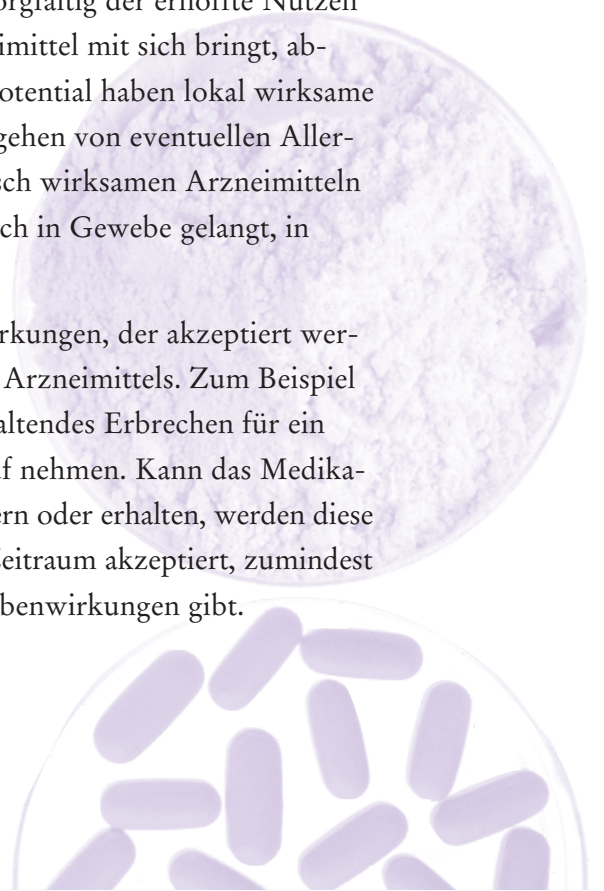 orgfältig der erhoffte Nutzen
imittel mit sich bringt, ab-
otential haben lokal wirksame
gehen von eventuellen Aller-
sch wirksamen Arzneimitteln
ch in Gewebe gelangt, in
rkungen, der akzeptiert wer-
Arzneimittels. Zum Beispiel
altendes Erbrechen für ein
f nehmen. Kann das Medika-
ern oder erhalten, werden diese
eitraum akzeptiert, zumindest
benwirkungen gibt.